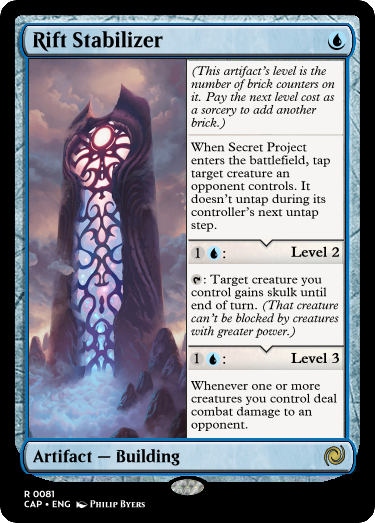 Rift Stabilizer
(This artifact's level is the
number of brick counters
on it. Pay the next level cost as
a sorcery to add another
brick.)
When Secret Project
enters the battlefield, tap
target creature an
opponent controls. It
doesn't untap during its
controller's next untap
step.
1 : Level 2
: Target creature you
control gains skulk until
end of turn. (That creature
can't be blocked by creatures
with greater power.)
1 : Level 3
Whenever one or more
creatures you control deal
combat damage to an
opponent.
Artifact — Building
R 0081
CAP • ENG Philip Byers